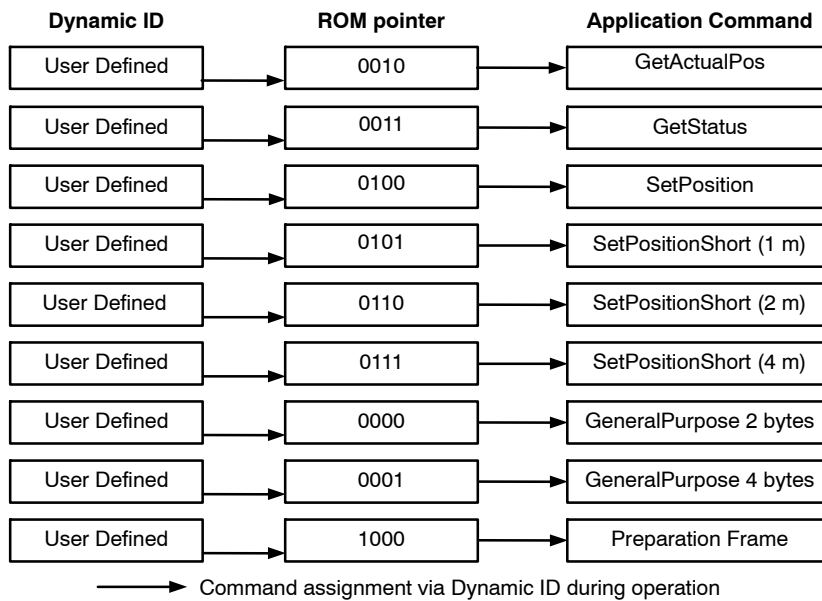 Dynamic ID ROM pointer Application Command
User Defined 0010 GetActualPos
User Defined 0011 GetStatus
User Defined 0100 SetPosition
User Defined 0101 SetPositionShort (1 m)
User Defined 0110 SetPositionShort (2 m)
User Defined 0111 SetPositionShort (4 m)
User Defined 0000 GeneralPurpose 2 bytes
User Defined 0001 GeneralPurpose 4 bytes
User Defined 1000 Preparation Frame
Command assignment via Dynamic ID during operation